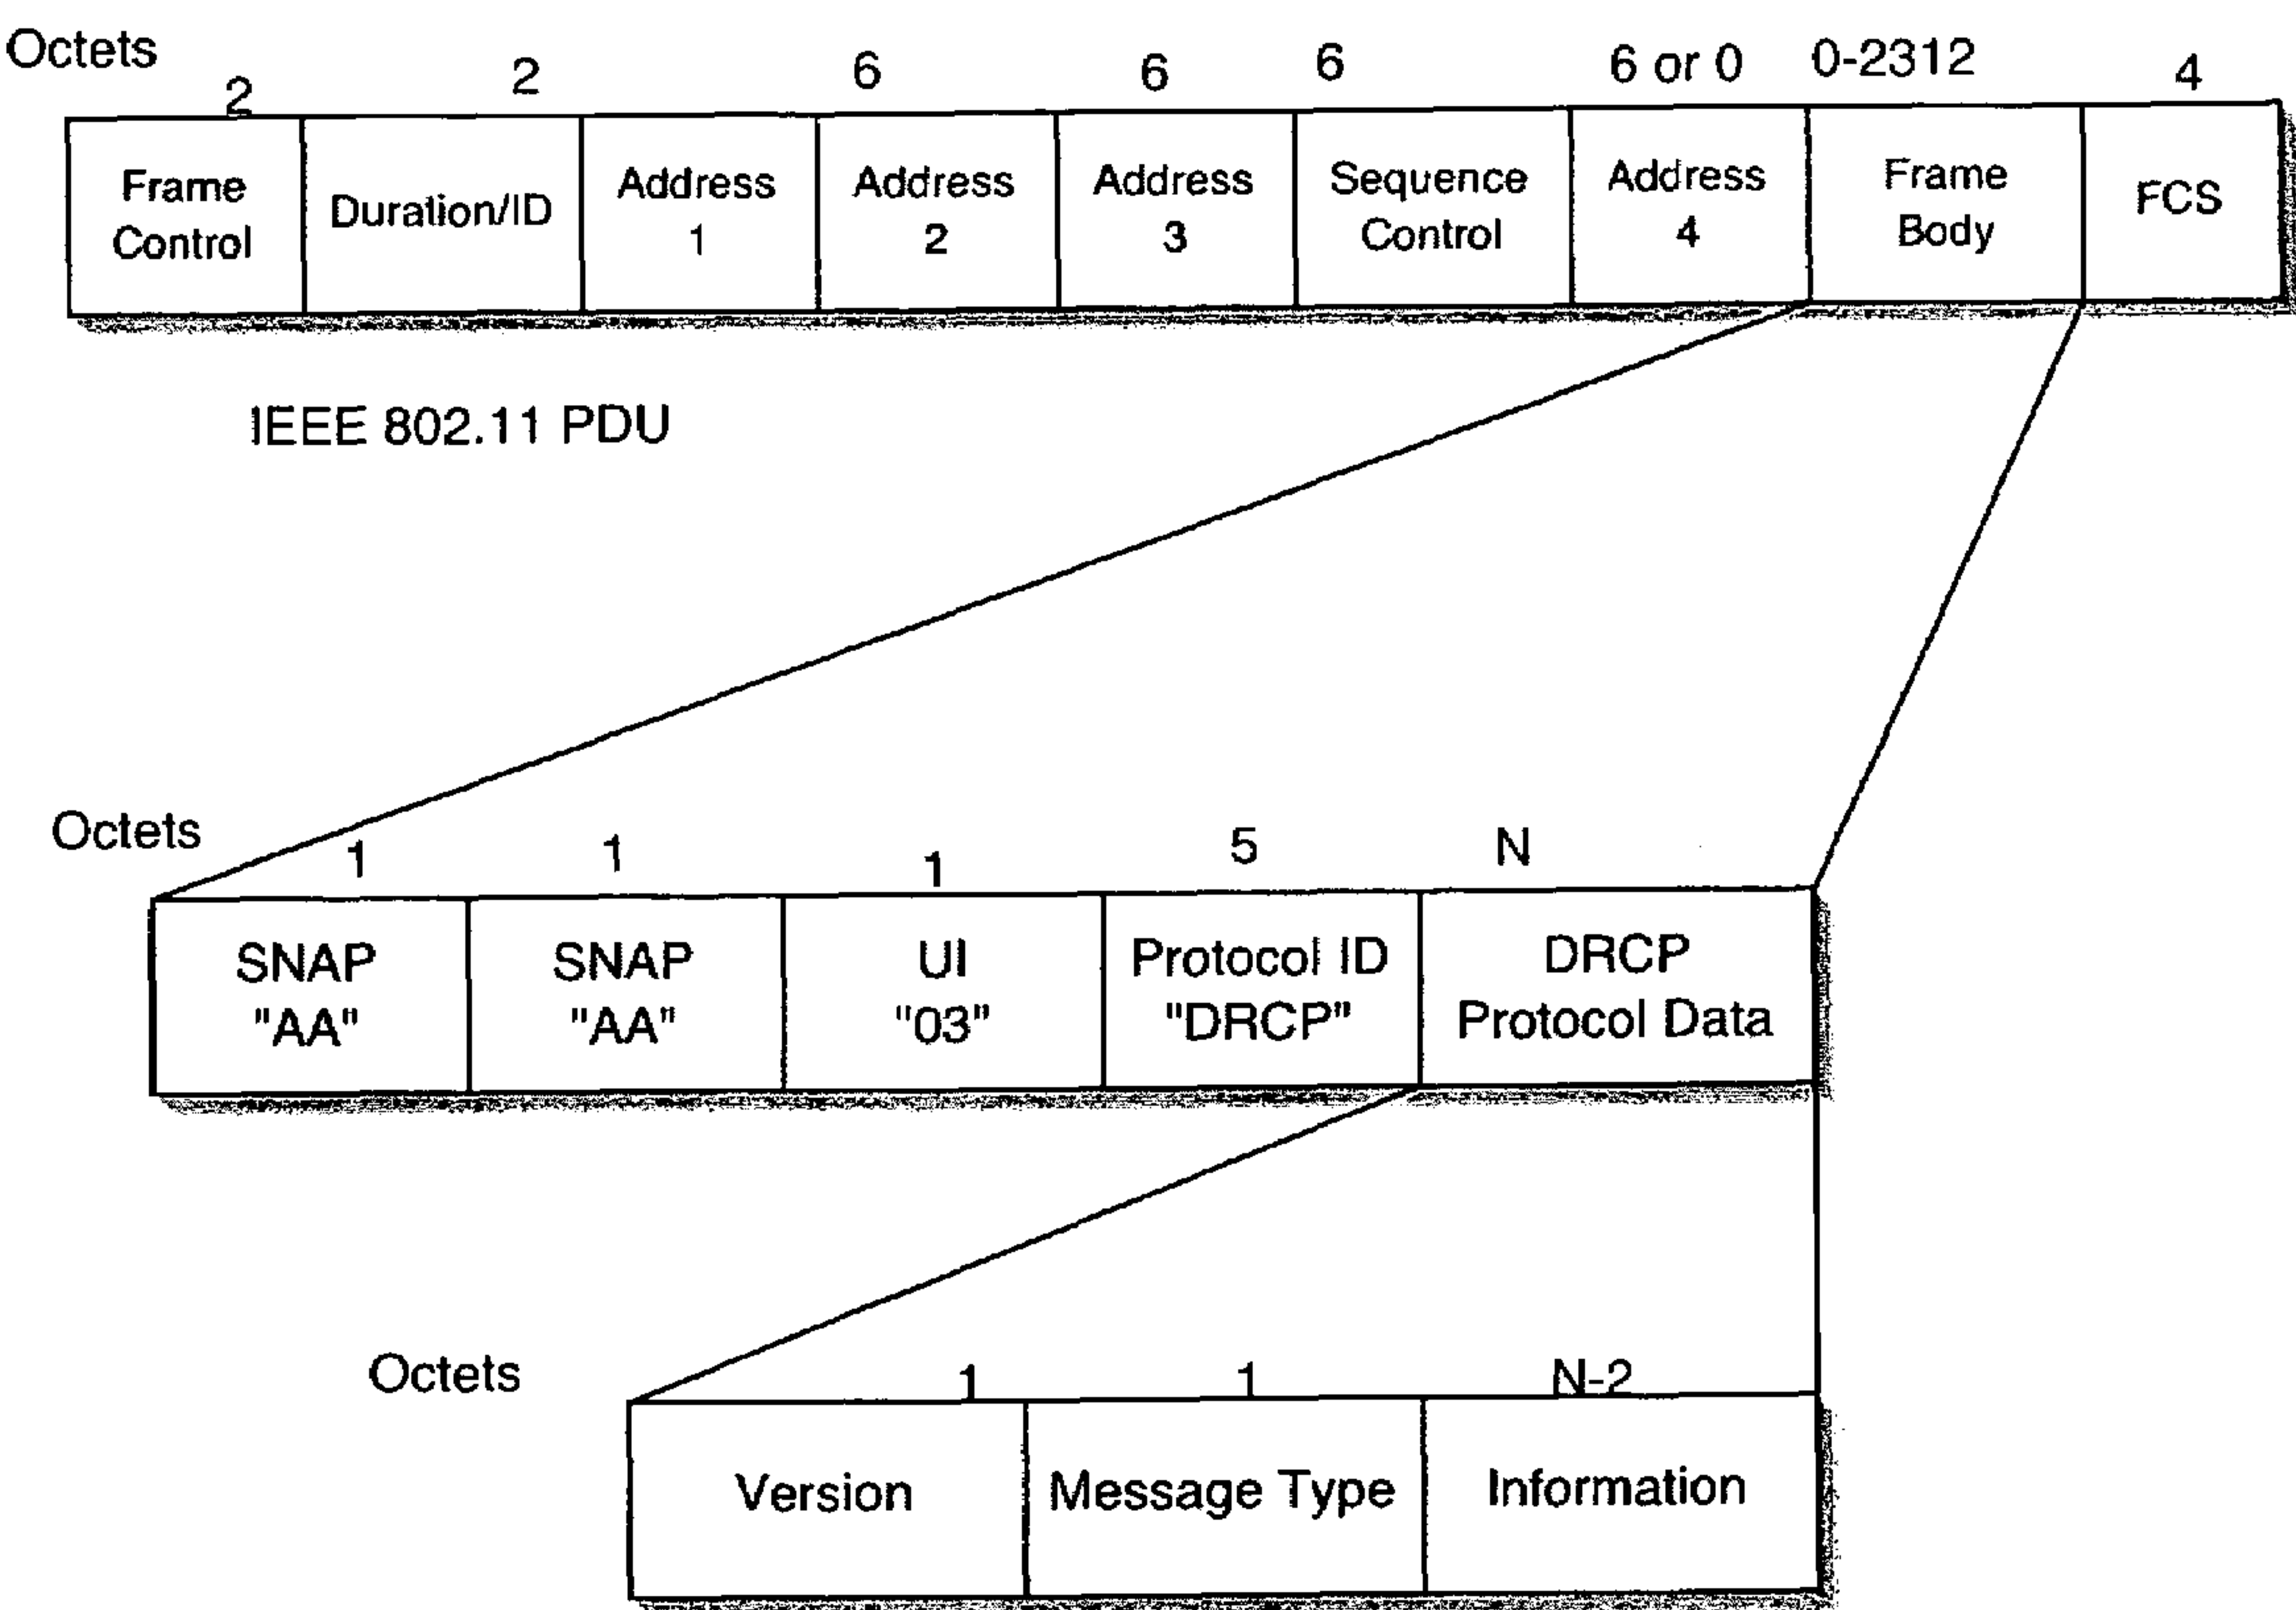 Octets
2 2 6 6 6 6 or 0 0-2312 4
Frame
Control
Duration/ID
Address
1
Address
2
Address
3
Sequence
Control
Address
4
Frame
Body
FCS
IEEE 802.11 PDU
Octets
1 1 1 5 N
SNAP
"AA"
SNAP
"AA"
UI
"03"
Protocol ID
"DRCP"
DRCP
Protocol Data
Octets
1 1 N-2
Version
Message Type
Information